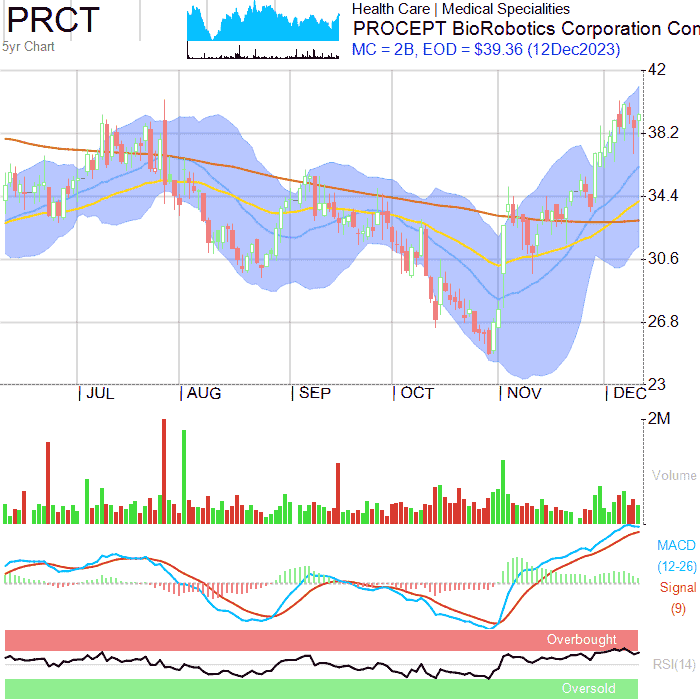 PRCT
5yr Chart
Health Care | Medical Specialities
PROCEPT BioRobotics Corporation Con
MC = 2B, EOD = $39.36 (12Dec2023)
42
38.2
34.4
30.6
26.8
23
JUL
AUG
SEP
OCT
NOV
DEC
2M
Volume
MACD
(12-26)
Signal
(9)
Overbought
RSI(14)
Oversold